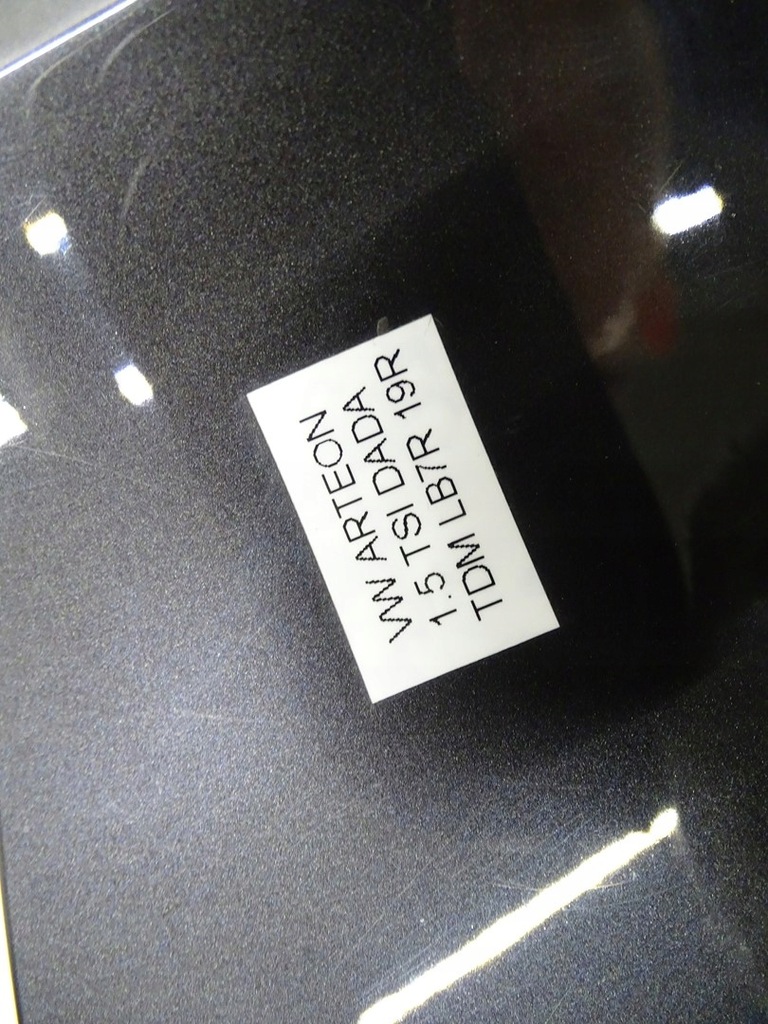 VW ARTEON
1.5 TSI DADA
TDM LB7R 19R